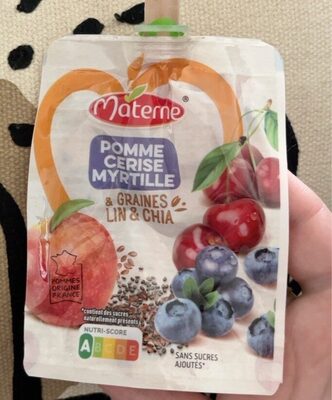 Materne
POMME
CERISE
MYRTILLE
& GRAINES
LIN & CHIA
POMMES
ORIGINE
FRANCE
*contient des sucres
naturellement présents
NUTRI-SCORE
A B C D E
SANS SUCRES
AJOUTÉS*